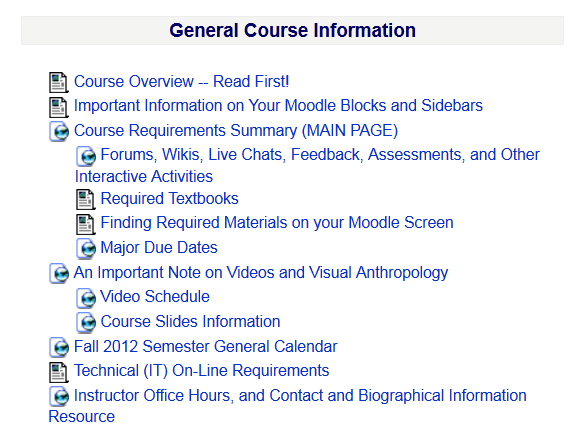 General Course Information
Course Overview -- Read First!
Important Information on Your Moodle Blocks and Sidebars
Course Requirements Summary (MAIN PAGE)
Forums, Wikis, Live Chats, Feedback, Assessments, and Other
Interactive Activities
Required Textbooks
Finding Required Materials on your Moodle Screen
Major Due Dates
An Important Note on Videos and Visual Anthropology
Video Schedule
Course Slides Information
Fall 2012 Semester General Calendar
Technical (IT) On-Line Requirements
Instructor Office Hours, and Contact and Biographical Information
Resource